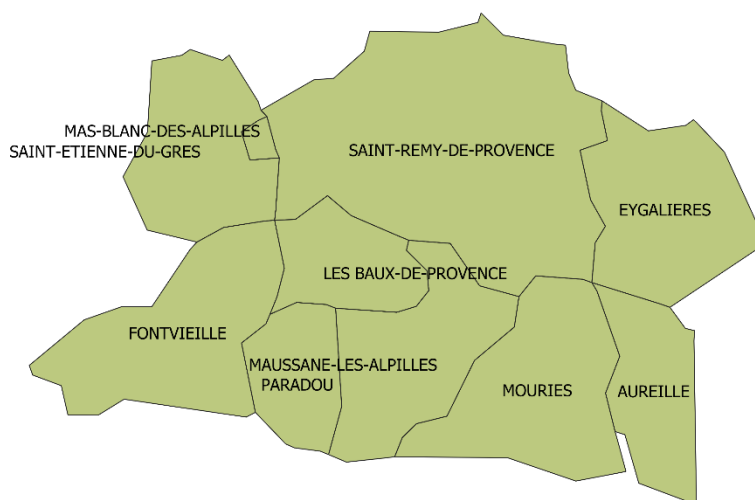 MAS-BLANC-DES-ALPILLES
SAINT-ETIENNE-DU-GRES
SAINT-REMY-DE-PROVENCE
EYGALIERES
LES BAUX-DE-PROVENCE
FONTVIEILLE
MAUSSANE-LES-ALPILLES
PARADOU
MOURIES
AUREILLE